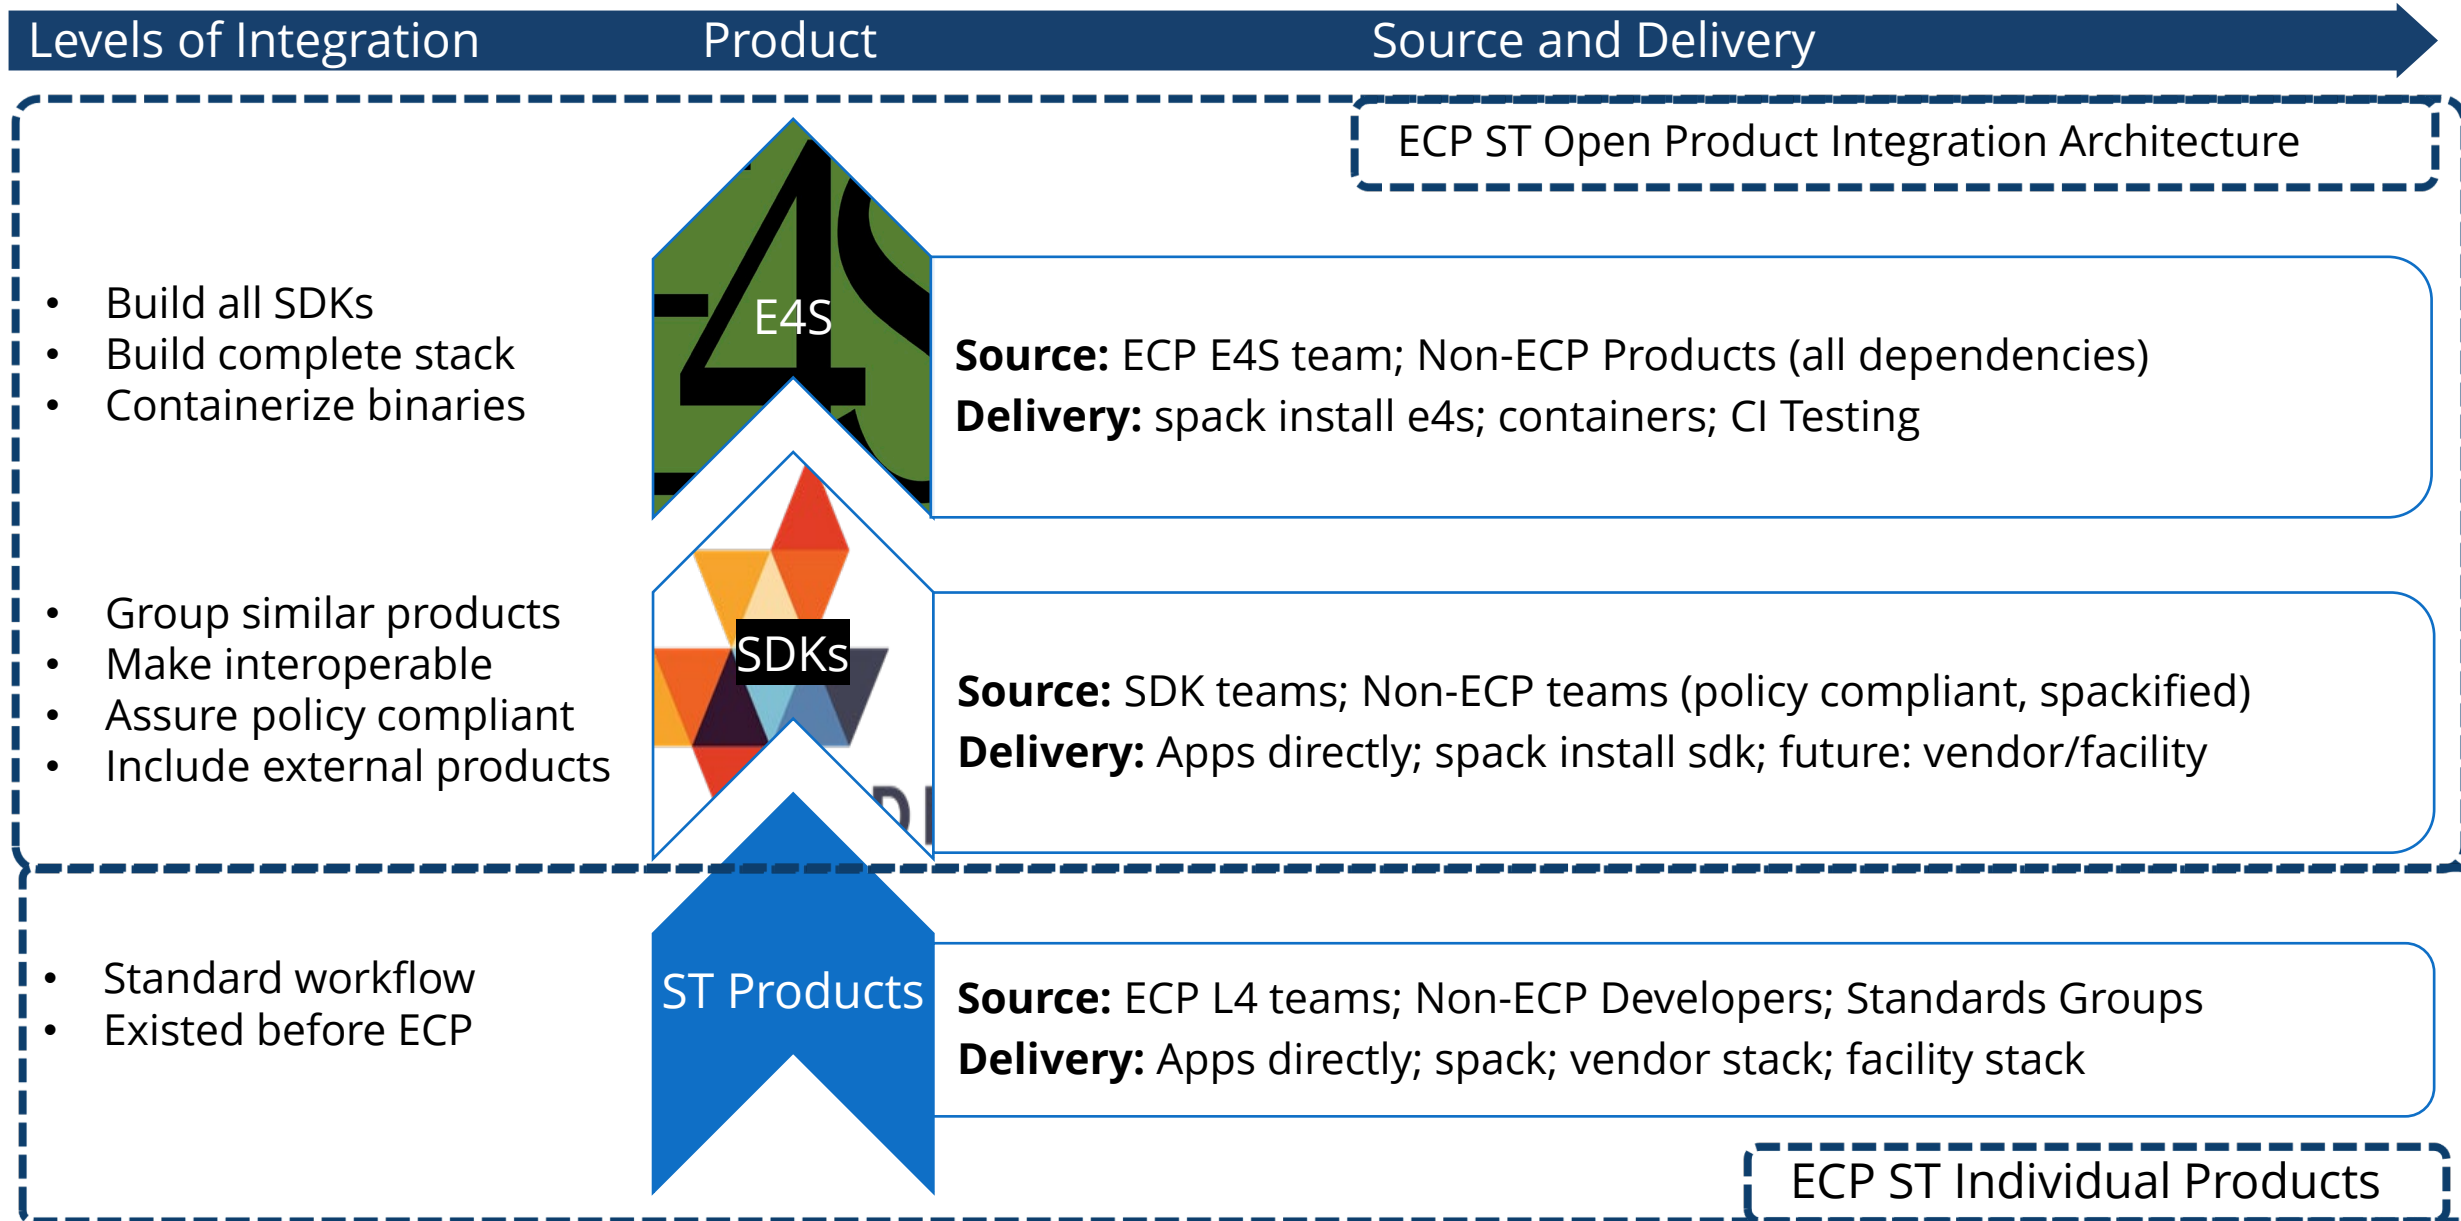 Levels of Integration Product Source and Delivery
ECP ST Open Product Integration Architecture
• Build all SDKs
• Build complete stack
• Containerize binaries
E4S
Source: ECP E4S team; Non-ECP Products (all dependencies)
Delivery: spack install e4s; containers; CI Testing
• Group similar products
• Make interoperable
• Assure policy compliant
• Include external products
SDKs
Source: SDK teams; Non-ECP teams (policy compliant, spackified)
Delivery: Apps directly; spack install sdk; future: vendor/facility
• Standard workflow
• Existed before ECP
ST Products
Source: ECP L4 teams; Non-ECP Developers; Standards Groups
Delivery: Apps directly; spack; vendor stack; facility stack
ECP ST Individual Products